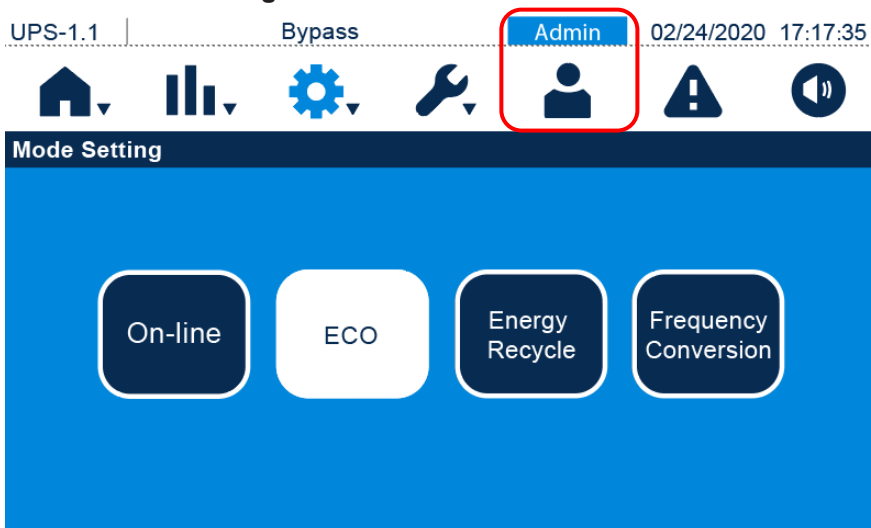 UPS-1.1 Bypass Admin 02/24/2020 17:17:35
Mode Setting
On-line
ECO
Energy
Recycle
Frequency
Conversion